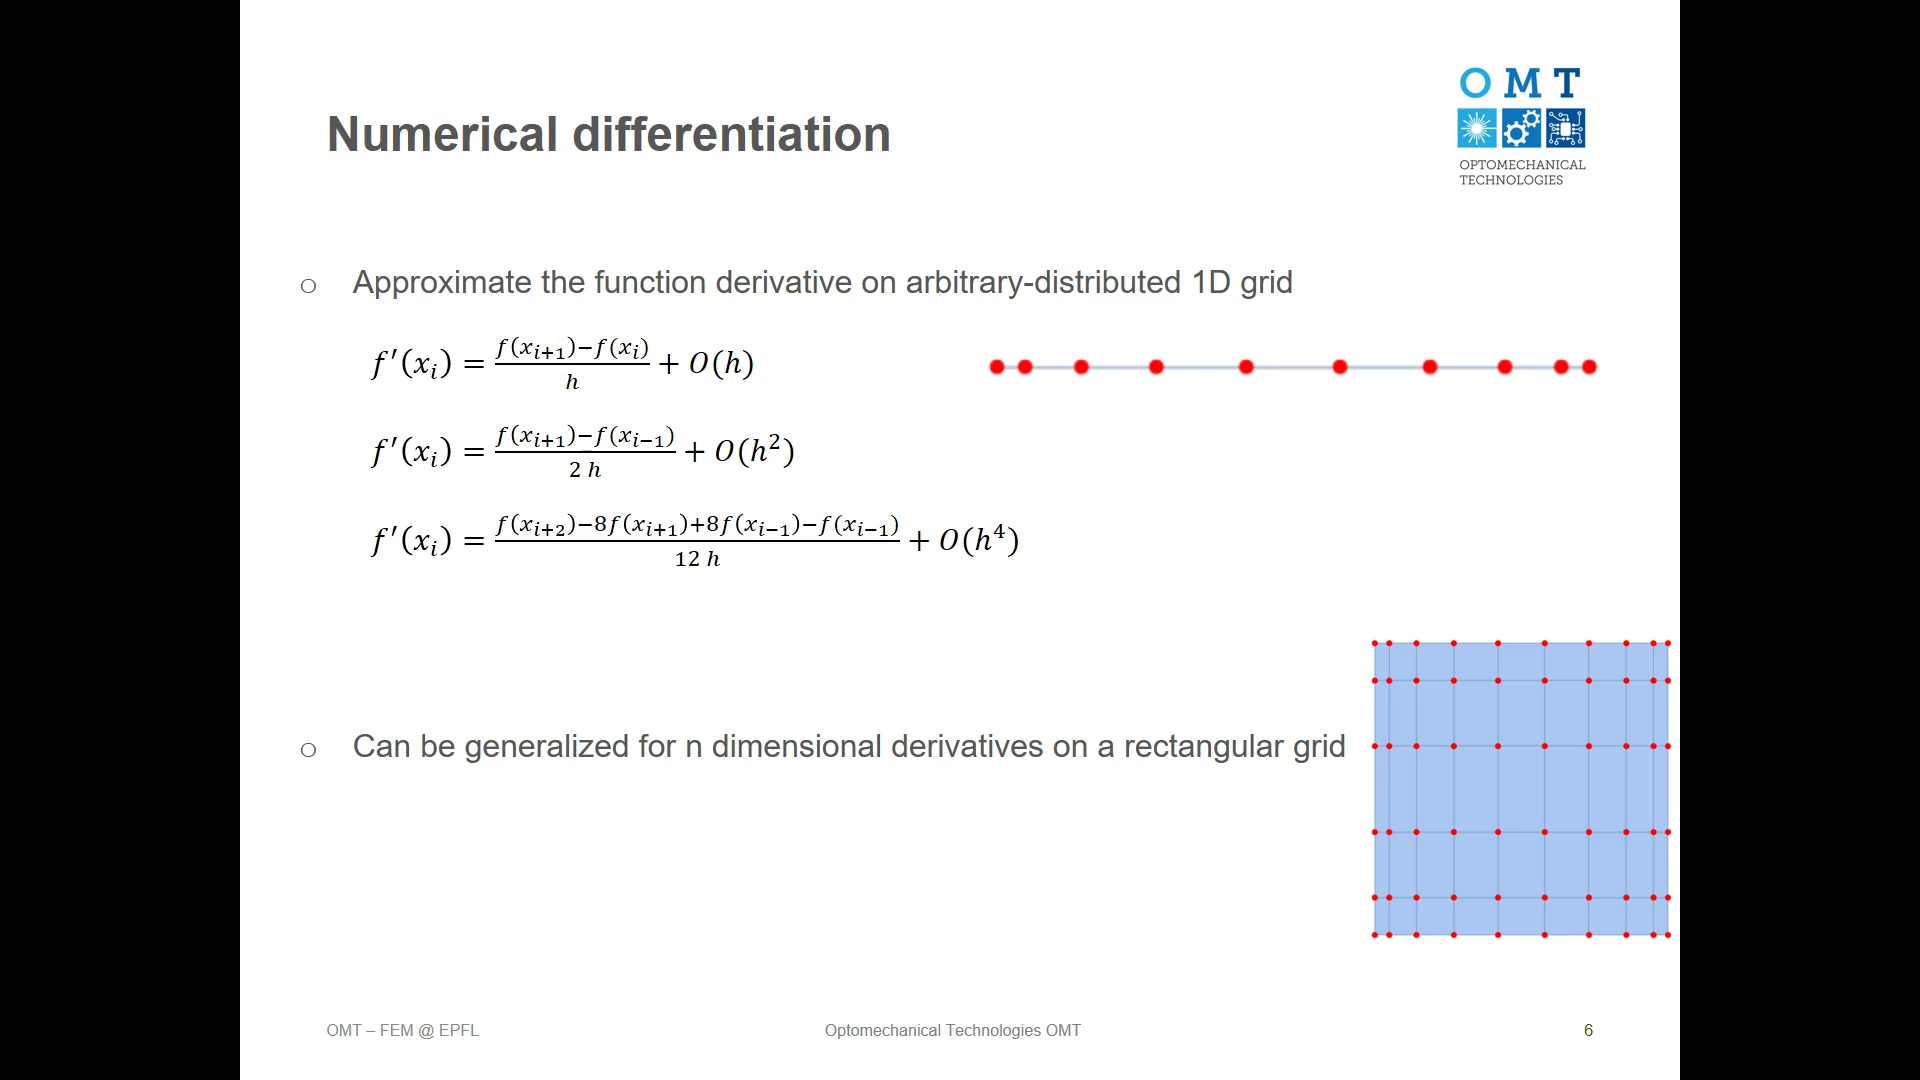 O M T
OPTOMECHANICAL
TECHNOLOGIES
Numerical differentiation
o Approximate the function derivative on arbitrary-distributed 1D grid
f′(xᵢ) = (f(xᵢ₊₁)−f(xᵢ))/h + O(h)
f′(xᵢ) = (f(xᵢ₊₁)−f(xᵢ₋₁))/(2 h) + O(h²)
f′(xᵢ) = (f(xᵢ₊₂)−8f(xᵢ₊₁)+8f(xᵢ₋₁)−f(xᵢ₋₁))/(12 h) + O(h⁴)
o Can be generalized for n dimensional derivatives on a rectangular grid
OMT – FEM @ EPFL
Optomechanical Technologies OMT
6